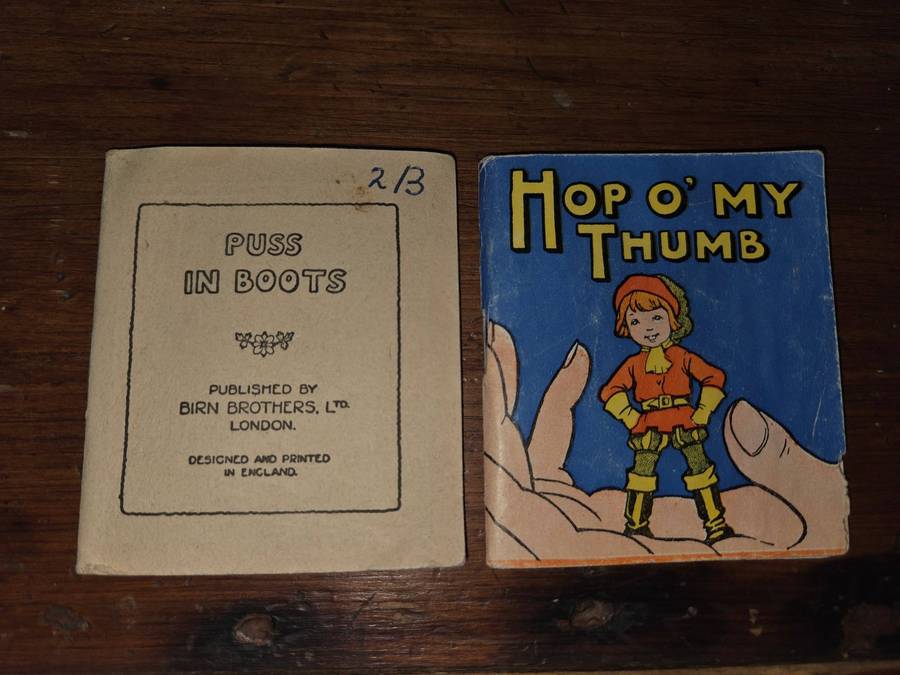 2/3
PUSS
IN BOOTS
PUBLISHED BY
BIRN BROTHERS, LTD.
LONDON.
DESIGNED AND PRINTED
IN ENGLAND.
HOP O' MY
THUMB